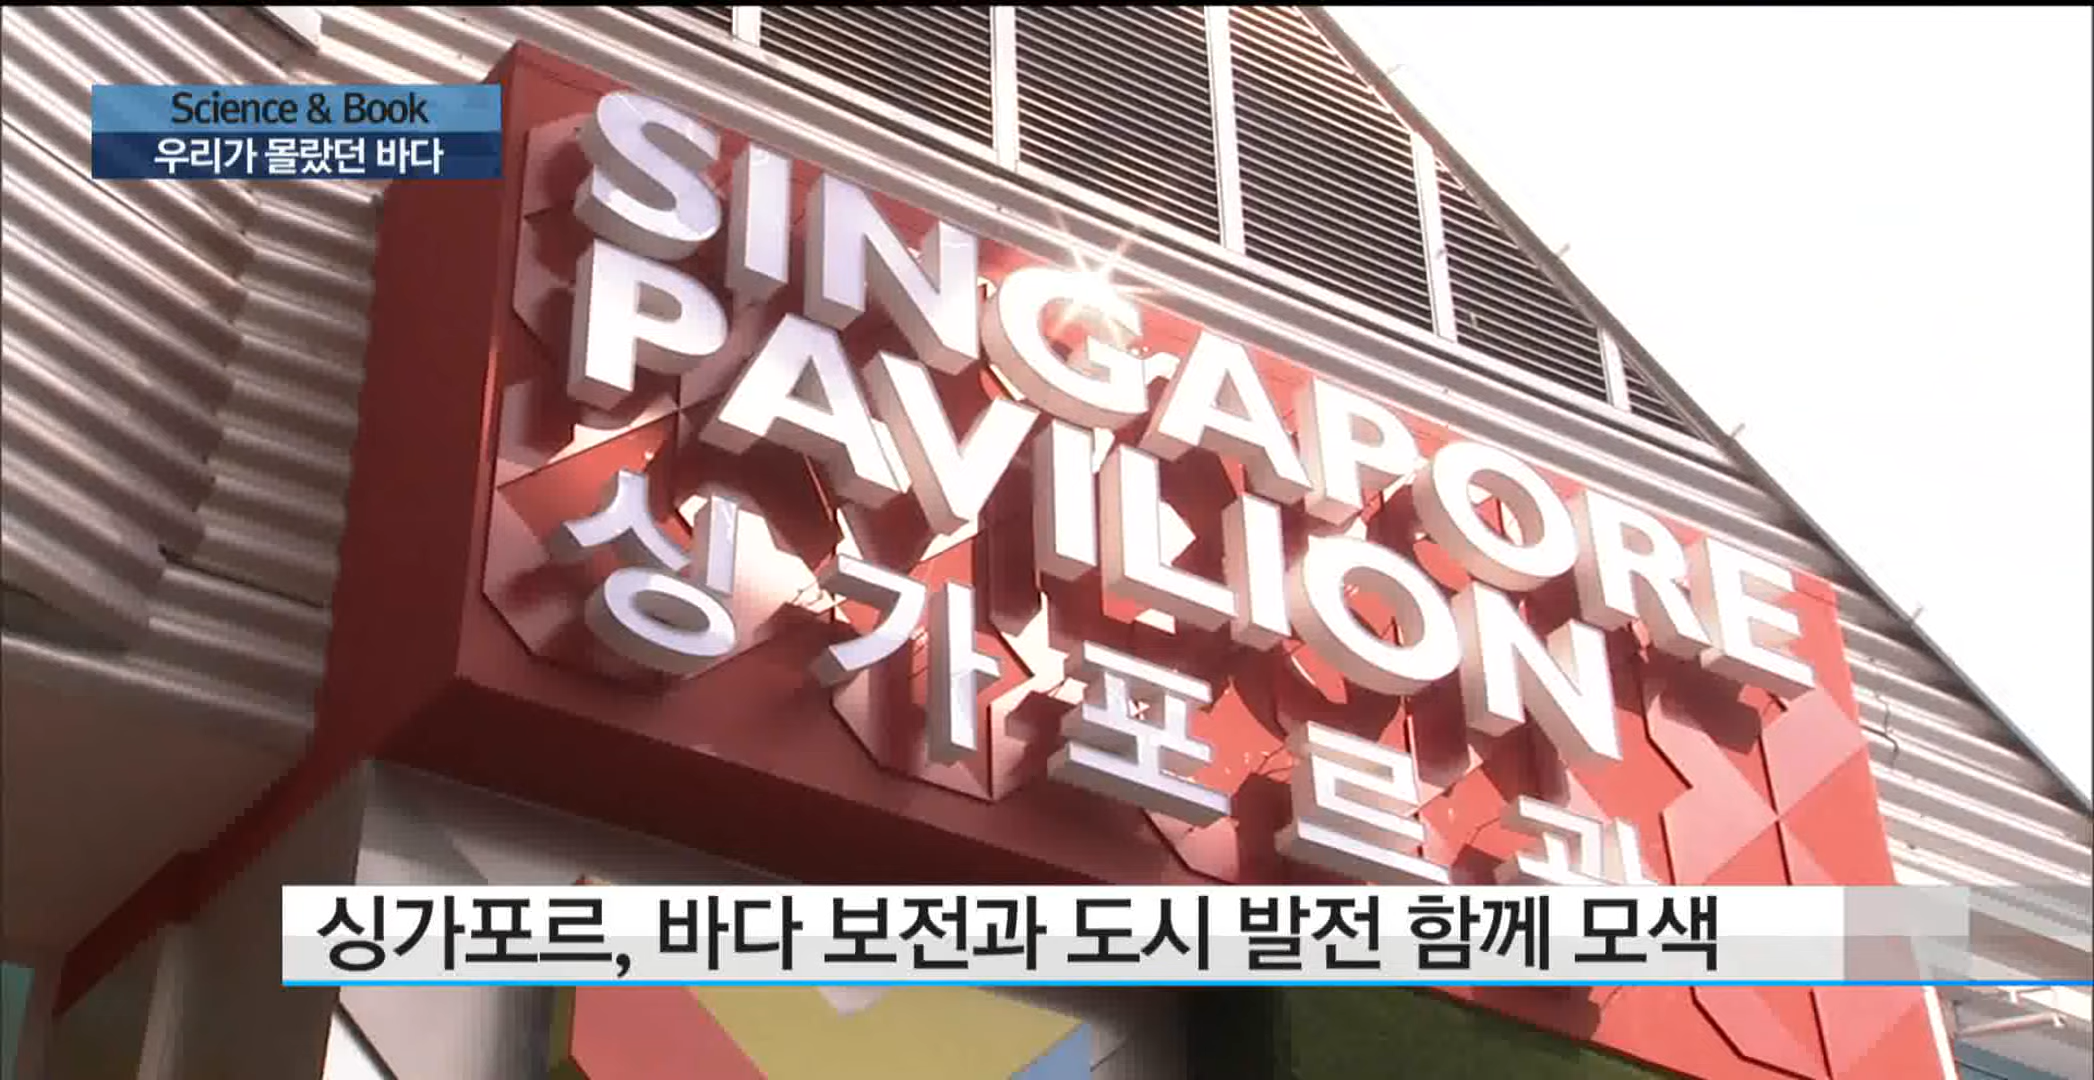 Science & Book
우리가 몰랐던 바다
SINGAPORE
PAVILION
싱가포르관
싱가포르, 바다 보전과 도시 발전 함께 모색